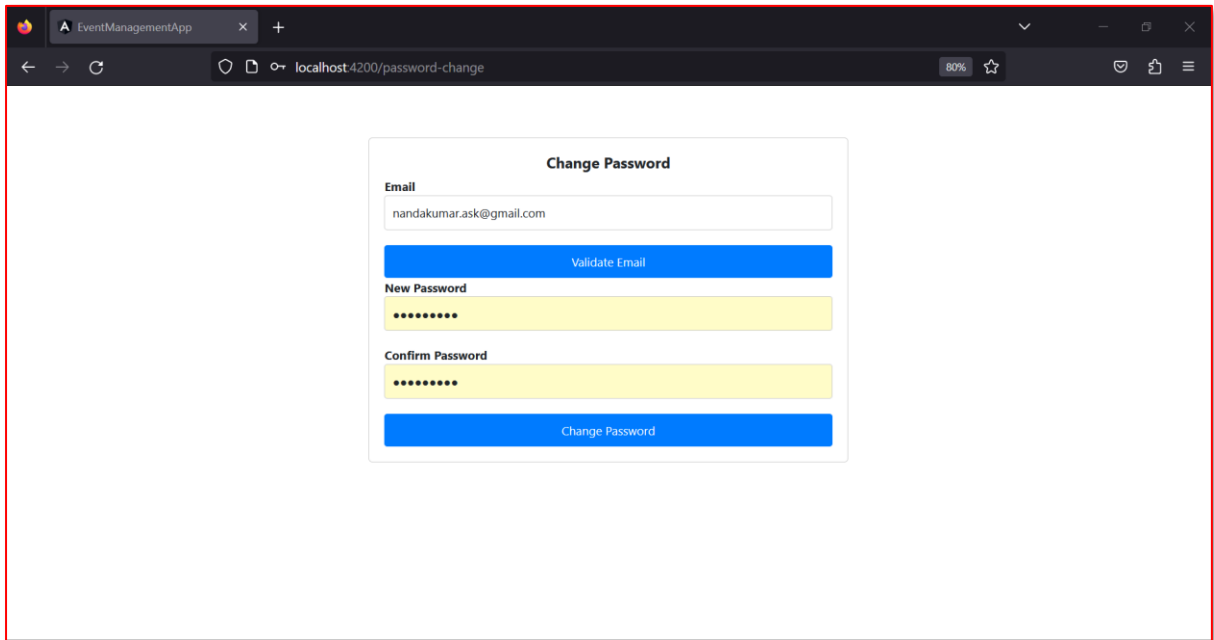 EventManagementApp
localhost:4200/password-change
80%
Change Password
Email
nandakumar.ask@gmail.com
Validate Email
New Password
•••••••••
Confirm Password
•••••••••
Change Password